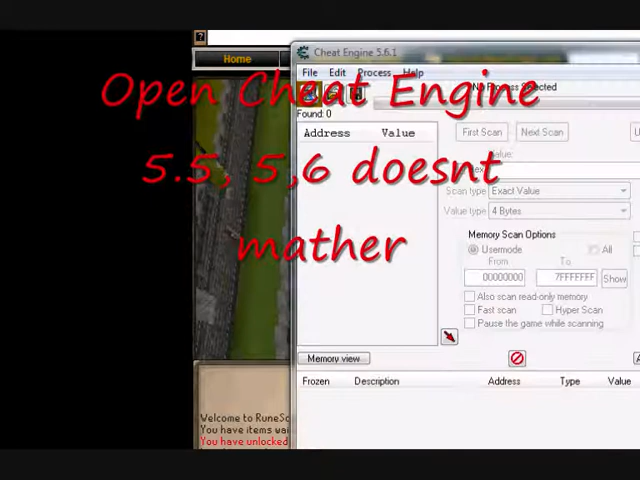 ?
Home
Cheat Engine 5.6.1
File Edit Process Help
No Process Selected
Open Cheat Engine
5.5, 5,6 doesnt
mather
Found: 0
Address Value
First Scan Next Scan
Value:
Scan type Exact Value
Value type 4 Bytes
Memory Scan Options
Usermode All
From To
00000000 7FFFFFFF Show
Also scan read-only memory
Fast scan Hyper Scan
Pause the game while scanning
Memory view
Frozen Description Address Type Value
Welcome to RuneSc
You have items wai
You have unlocked